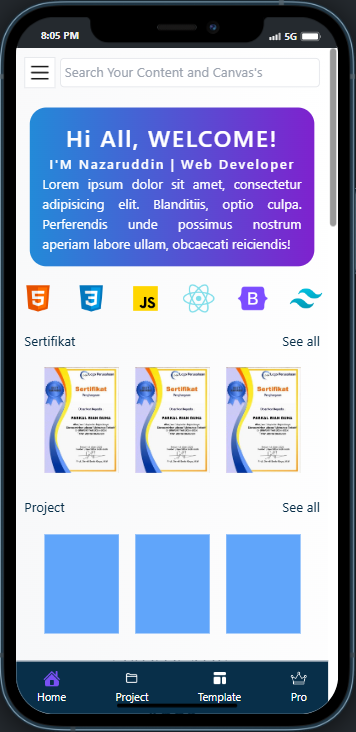 8:05 PM
5G
Search Your Content and Canvas's
Hi All, WELCOME!
I'M Nazaruddin | Web Developer
Lorem ipsum dolor sit amet, consectetur
adipisicing elit. Blanditiis, optio culpa.
Perferendis unde possimus nostrum
aperiam labore ullam, obcaecati reiciendis!
5 3 JS B
Sertifikat See all
Sertifikat Sertifikat Sertifikat
Project See all
Home Project Template Pro